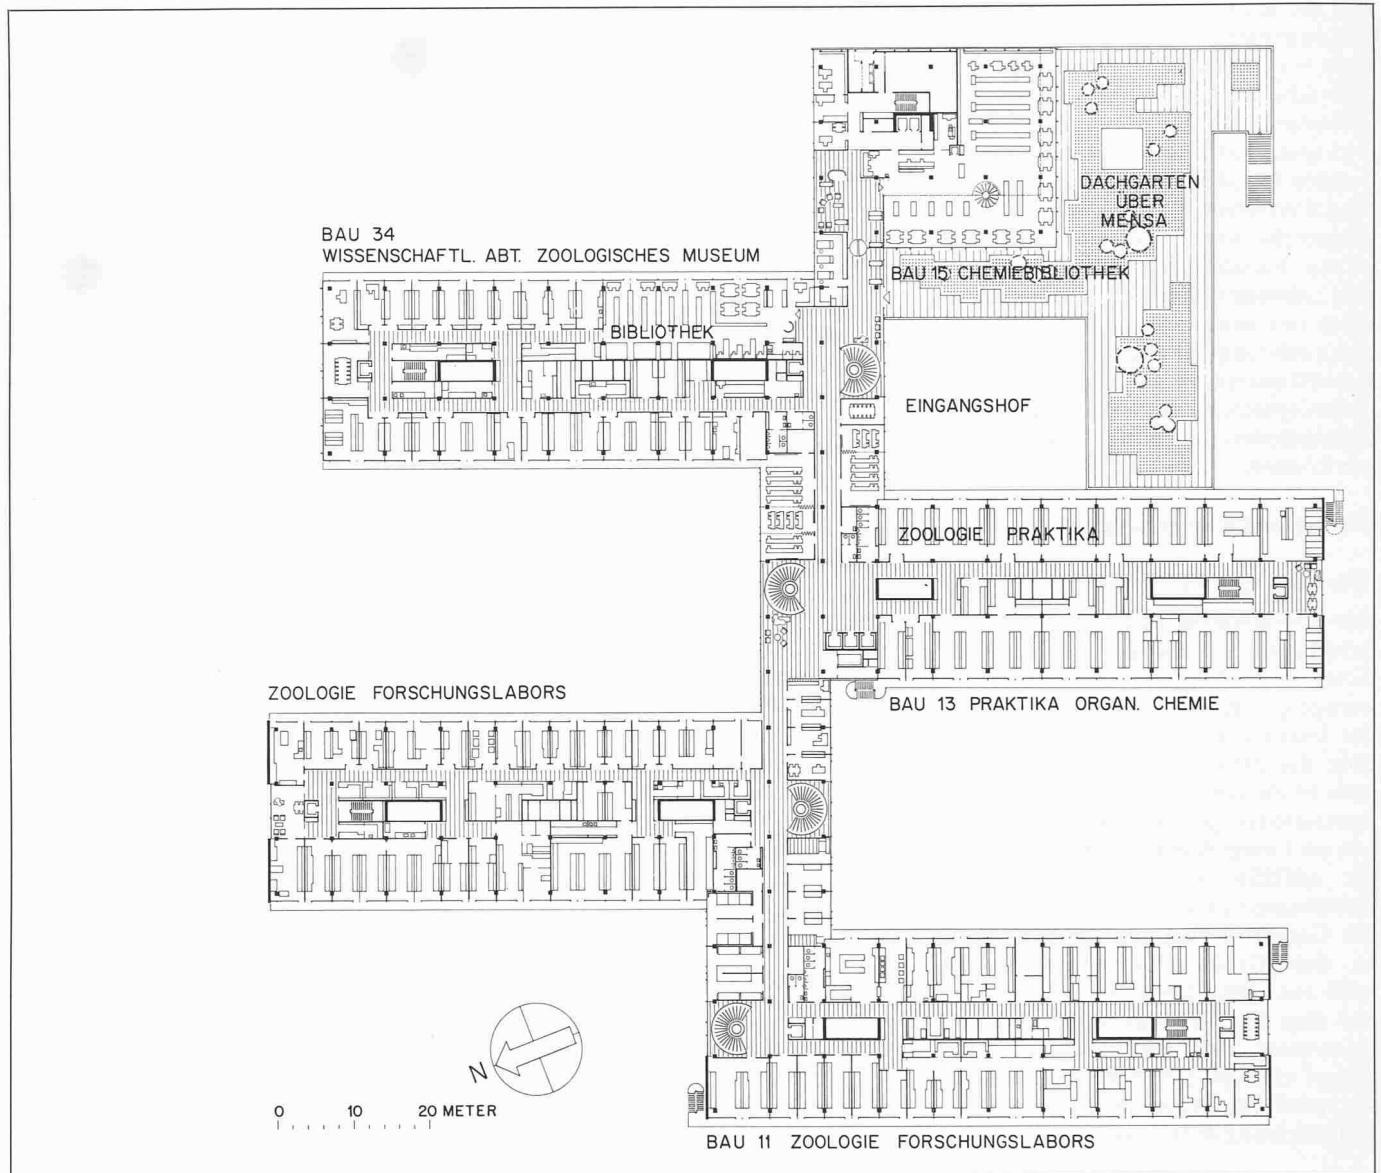 DACHGARTEN
ÜBER
MENSA
BAU 34
WISSENSCHAFTL. ABT. ZOOLOGISCHES MUSEUM
BAU 15 CHEMIEBIBLIOTHEK
BIBLIOTHEK
EINGANGSHOF
ZOOLOGIE PRAKTIKA
ZOOLOGIE FORSCHUNGSLABORS
BAU 13 PRAKTIKA ORGAN. CHEMIE
N
0 10 20 METER
BAU 11 ZOOLOGIE FORSCHUNGSLABORS